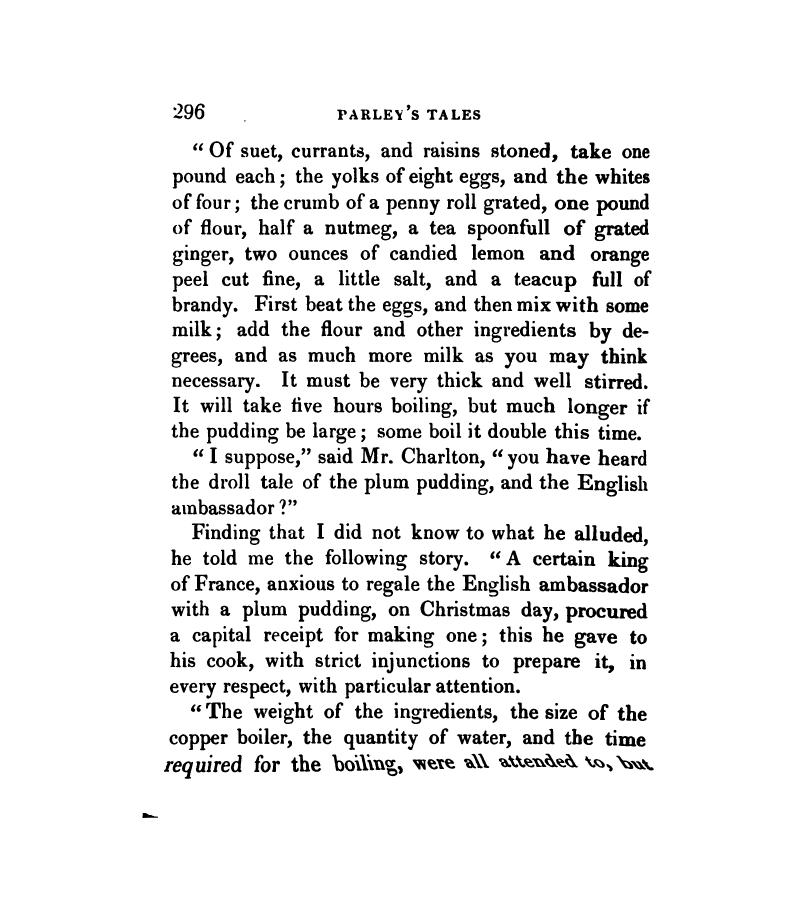 296 PARLEY'S TALES
“ Of suet, currants, and raisins stoned, take one
pound each ; the yolks of eight eggs, and the whites
of four ; the crumb of a penny roll grated, one pound
of flour, half a nutmeg, a tea spoonfull of grated
ginger, two ounces of candied lemon and orange
peel cut fine, a little salt, and a teacup full of
brandy. First beat the eggs, and then mix with some
milk ; add the flour and other ingredients by de-
grees, and as much more milk as you may think
necessary. It must be very thick and well stirred.
It will take five hours boiling, but much longer if
the pudding be large ; some boil it double this time.
“ I suppose,” said Mr. Charlton, “ you have heard
the droll tale of the plum pudding, and the English
ambassador ?”
Finding that I did not know to what he alluded,
he told me the following story. “ A certain king
of France, anxious to regale the English ambassador
with a plum pudding, on Christmas day, procured
a capital receipt for making one ; this he gave to
his cook, with strict injunctions to prepare it, in
every respect, with particular attention.
“ The weight of the ingredients, the size of the
copper boiler, the quantity of water, and the time
required for the boiling, were all attended to, but